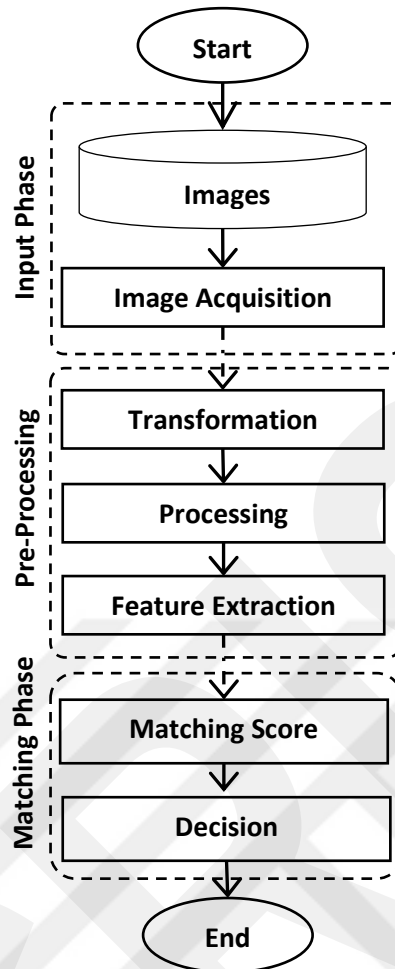 Start
Input Phase
Images
Image Acquisition
Pre-Processing
Transformation
Processing
Feature Extraction
Matching Phase
Matching Score
Decision
End